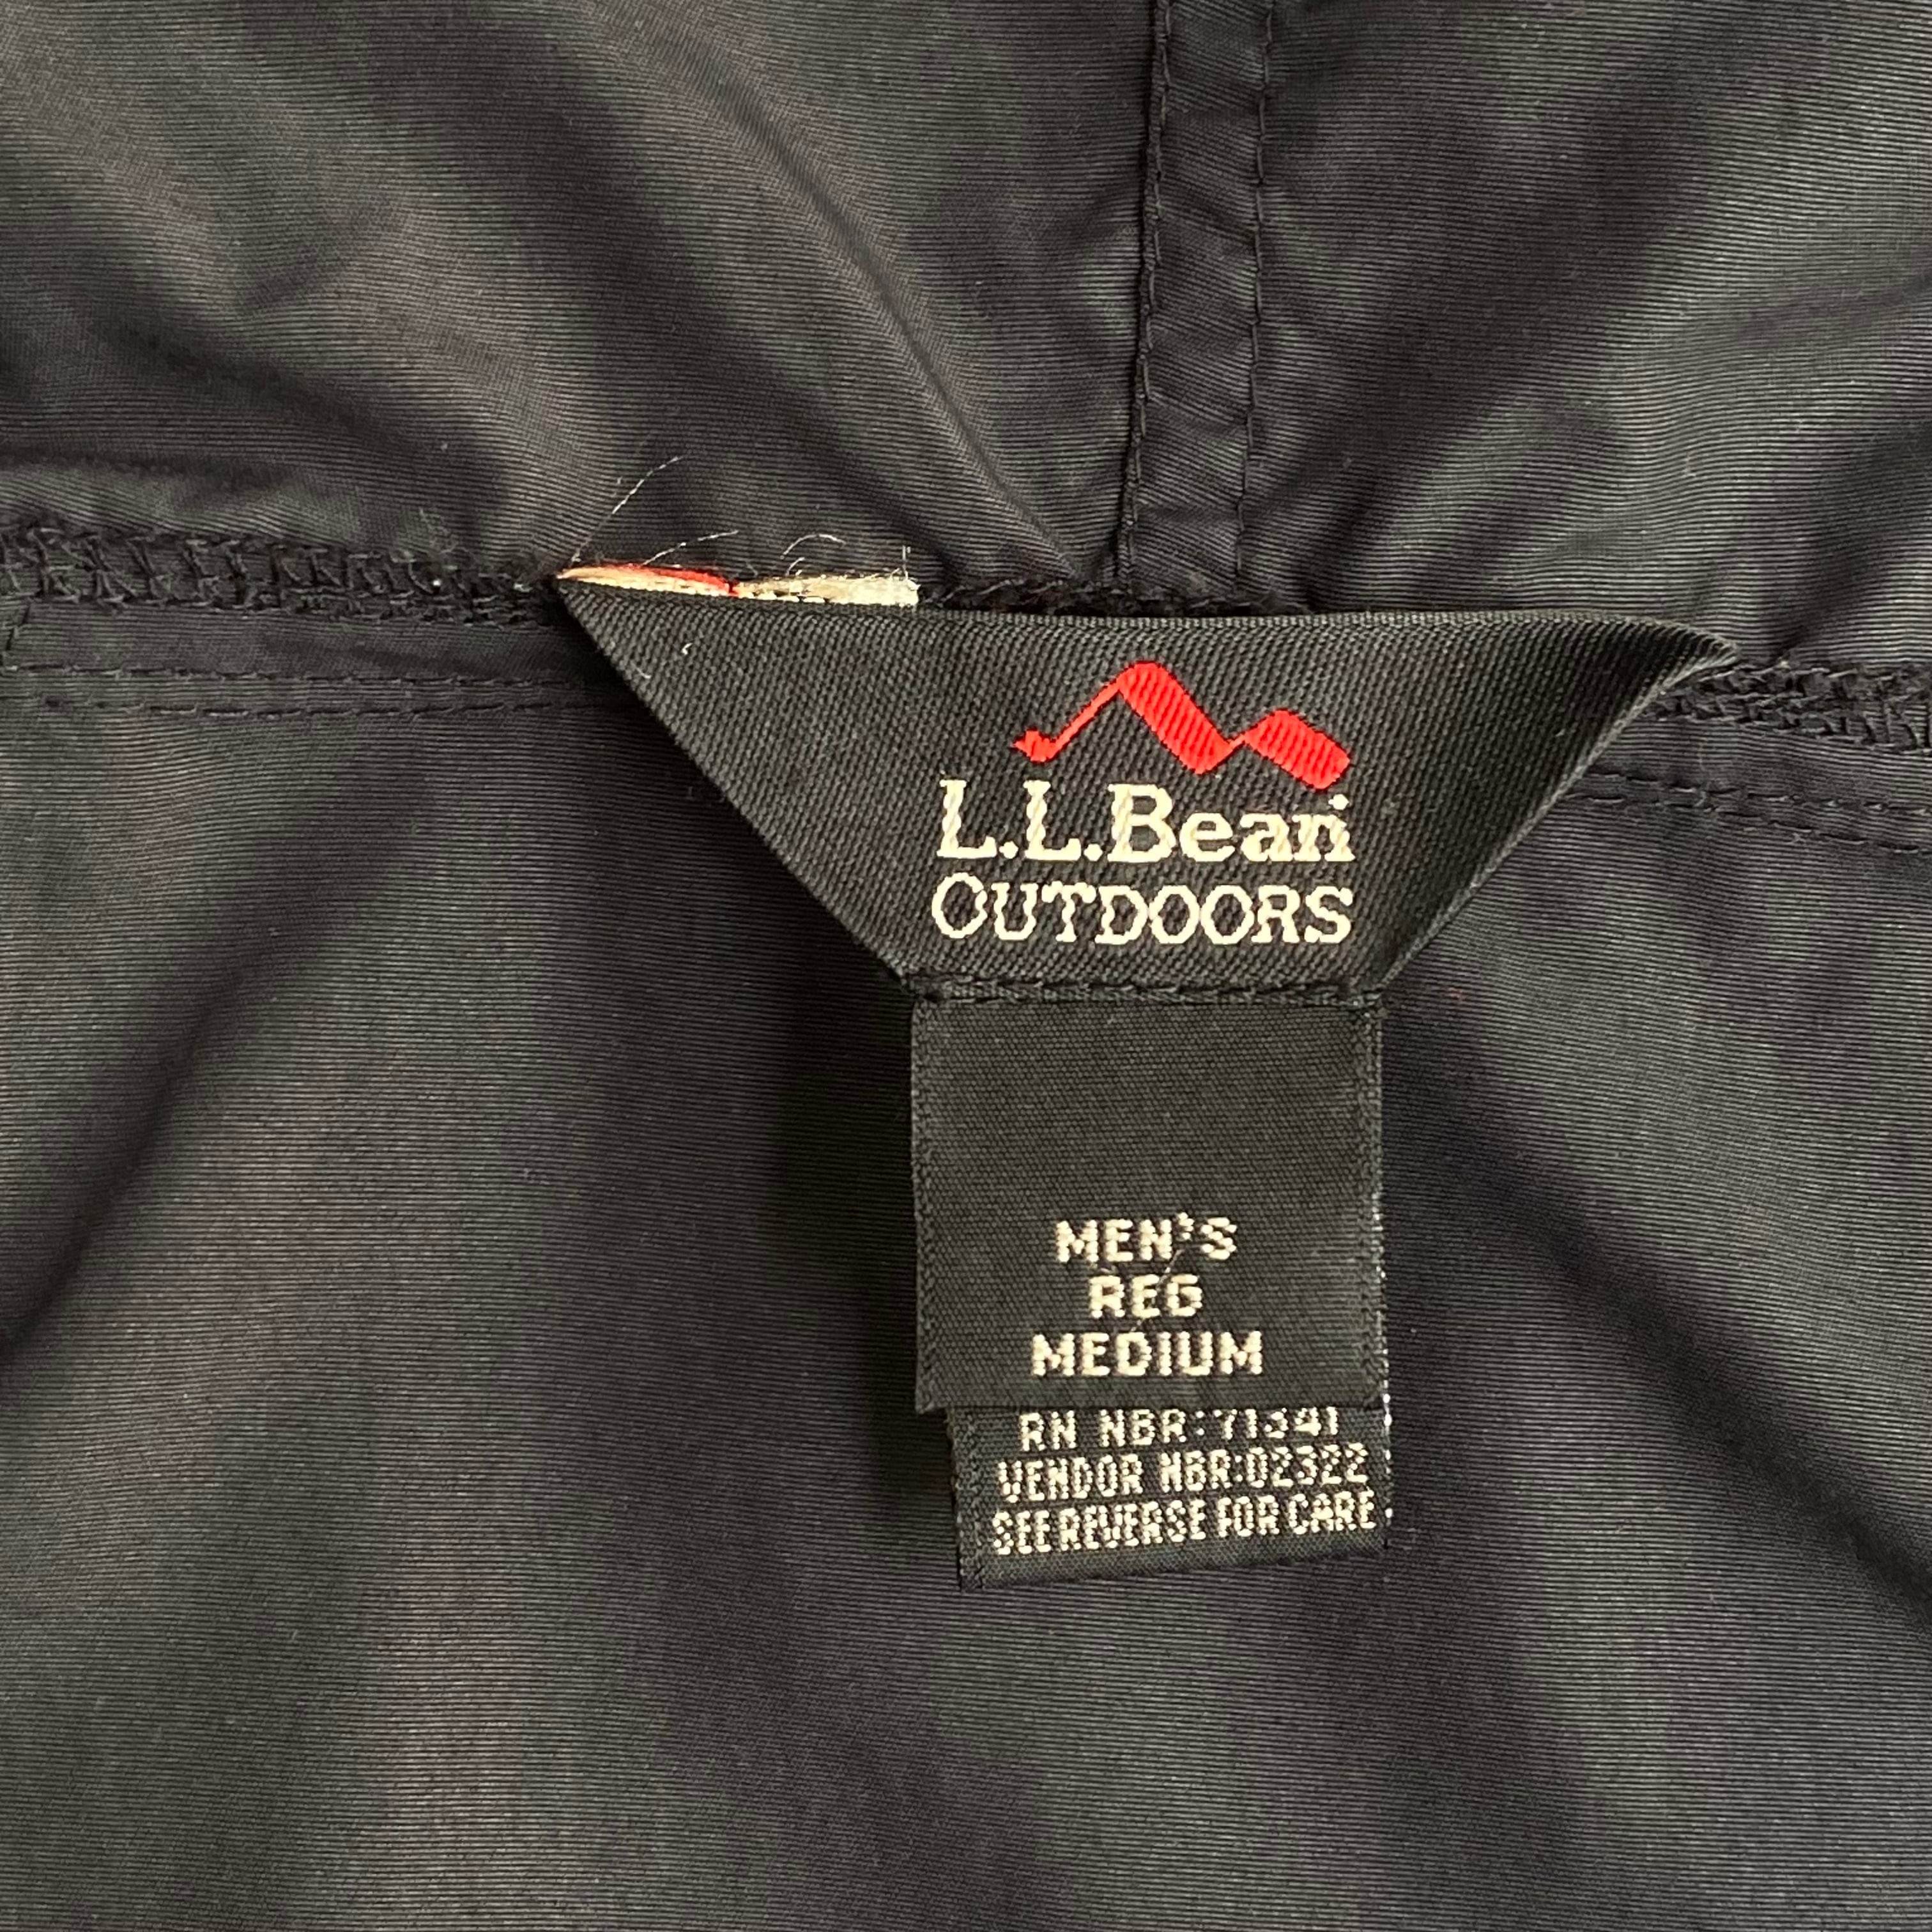 L.L.Bean
OUTDOORS
MEN'S
REG
MEDIUM
RN NBR:71341
VENDOR NBR:02322
SEE REVERSE FOR CARE